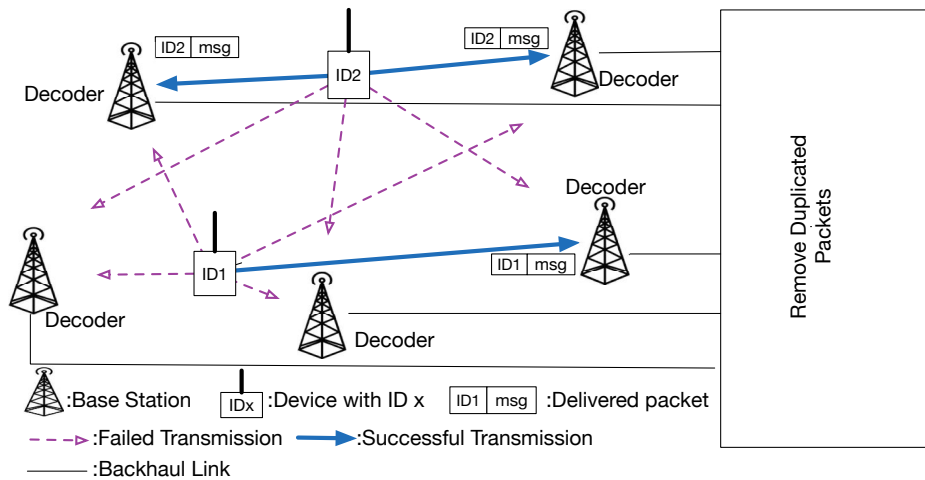 ID2 msg
ID2 msg
ID2
Decoder
Decoder
Decoder
ID1
ID1 msg
Decoder
Decoder
Remove Duplicated
Packets
:Base Station
IDx
:Device with ID x
ID1 msg
:Delivered packet
:Failed Transmission
:Successful Transmission
:Backhaul Link